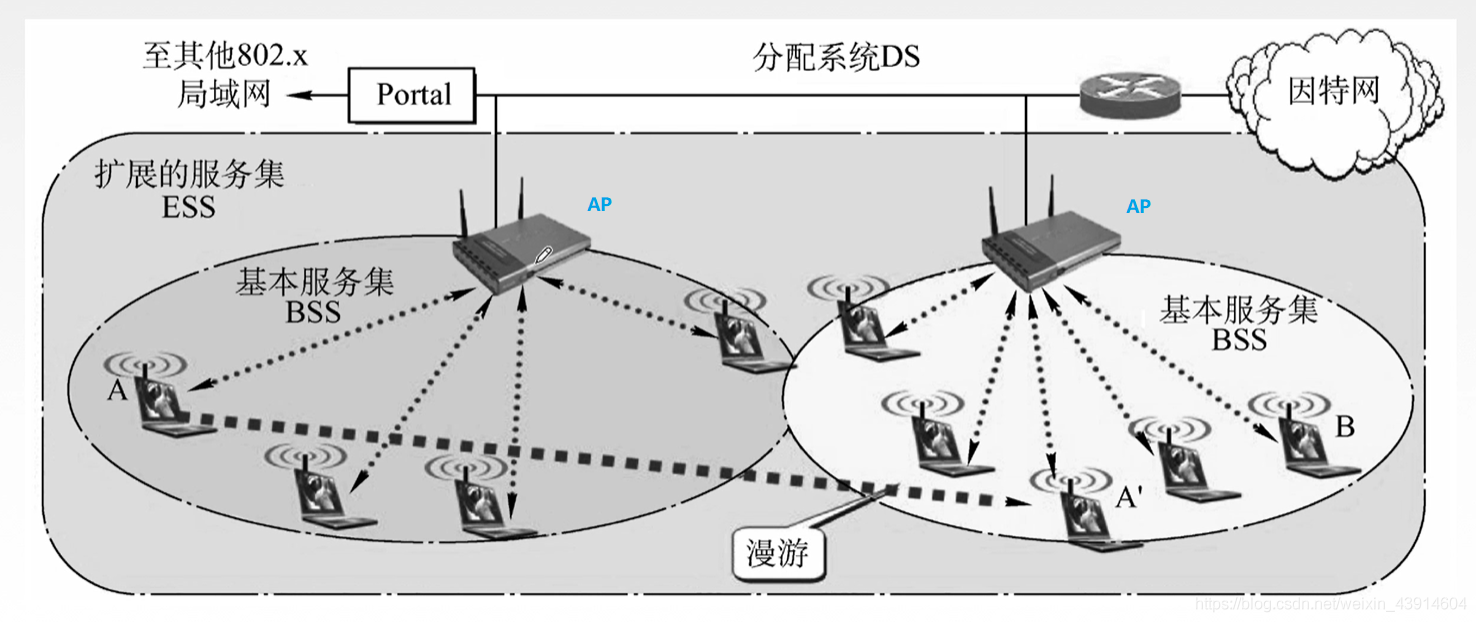 至其他802.x
局域网
Portal
分配系统DS
因特网
扩展的服务集
ESS
AP
AP
基本服务集
BSS
基本服务集
BSS
A
B
A'
漫游
https://blog.csdn.net/weixin_43914604